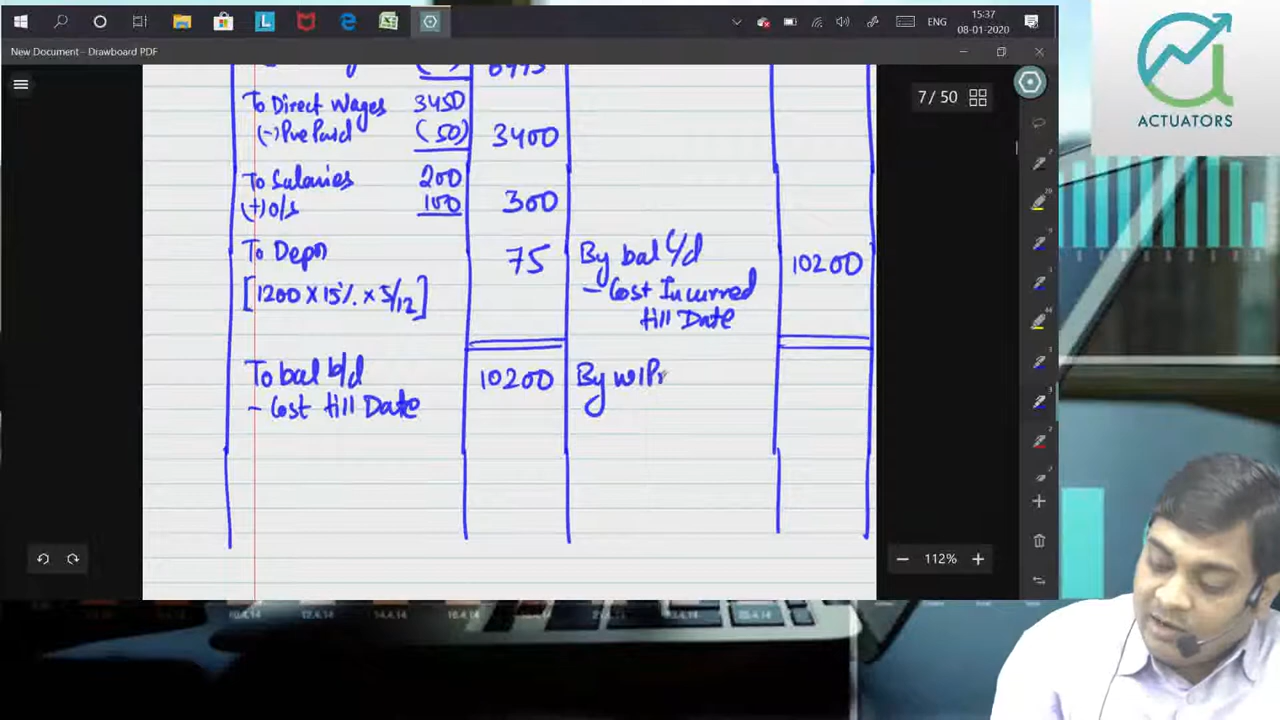 15:37
ENG
08-01-2020
New Document - Drawboard PDF
7 / 50
ACTUATORS
To Direct Wages 3450
(-) Pre Paid (50) 3400
To Salaries 200
(+) O/s 100 300
To Depn 75 By bal c/d 10200
[1200 x 15% x 5/12] - Cost Incurred
till Date
To bal b/d 10200 By WIP
- Cost till Date
112%